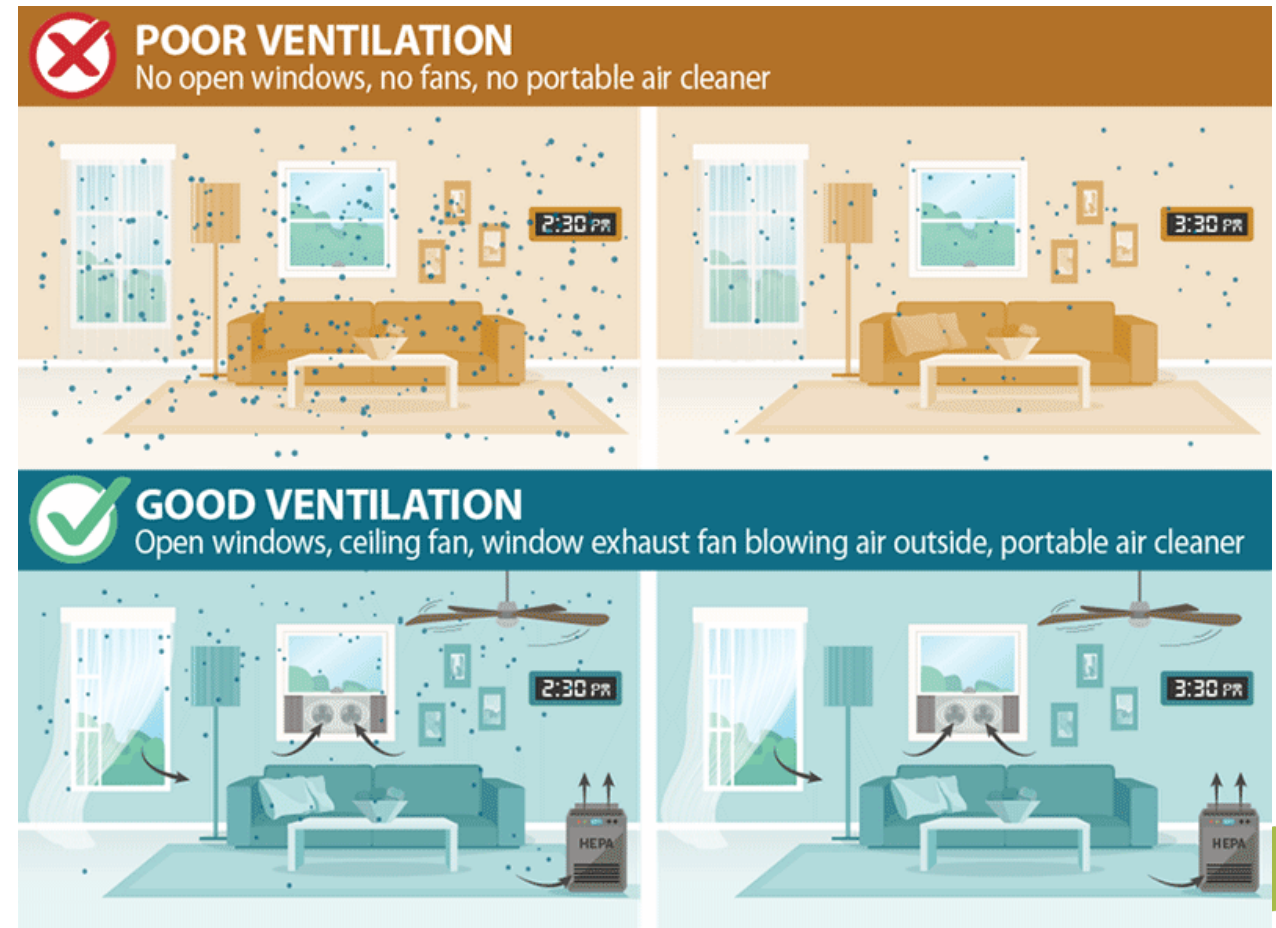 POOR VENTILATION
No open windows, no fans, no portable air cleaner
2:30 PM
3:30 PM
GOOD VENTILATION
Open windows, ceiling fan, window exhaust fan blowing air outside, portable air cleaner
2:30 PM
3:30 PM
HEPA
HEPA